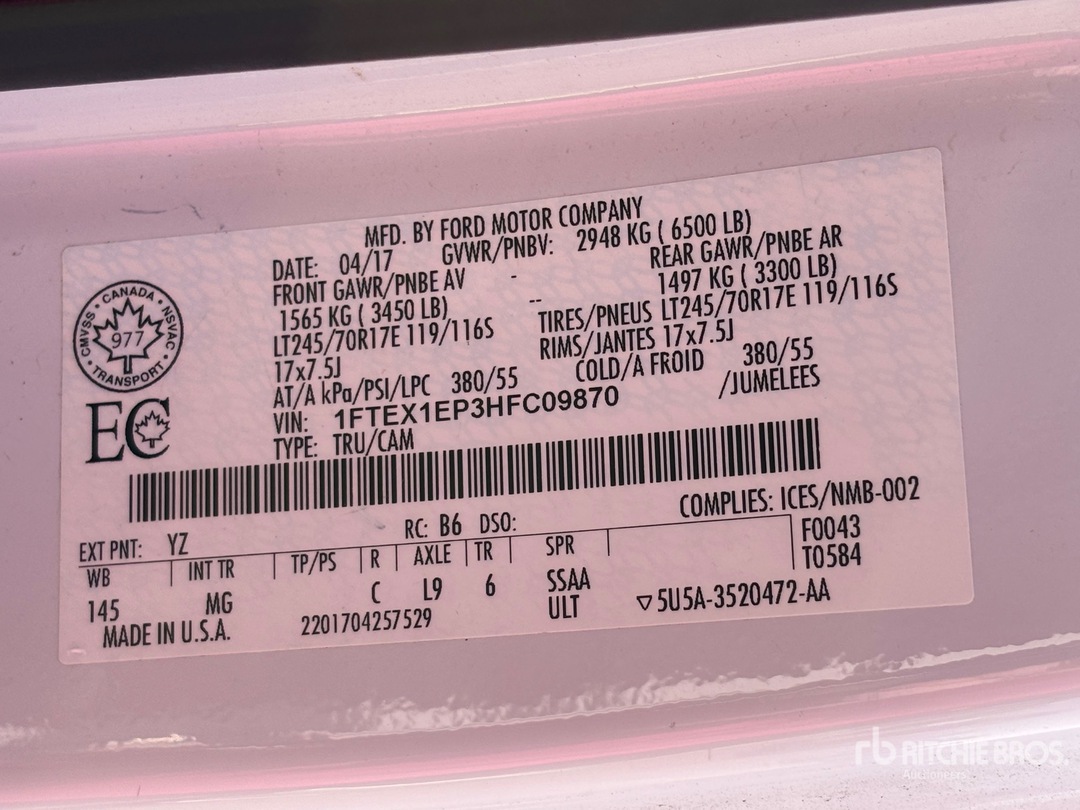 MFD. BY FORD MOTOR COMPANY
DATE: 04/17 GVWR/PNBV: 2948 KG ( 6500 LB)
FRONT GAWR/PNBE AV - REAR GAWR/PNBE AR
1565 KG ( 3450 LB) -- 1497 KG ( 3300 LB)
LT245/70R17E 119/116S TIRES/PNEUS LT245/70R17E 119/116S
17x7.5J RIMS/JANTES 17x7.5J
AT/A kPa/PSI/LPC 380/55 COLD/A FROID 380/55
VIN: 1FTEX1EP3HFC09870 /JUMELEES
TYPE: TRU/CAM
CANADA
CMVSS NSVAC
977
TRANSPORT
EC
COMPLIES: ICES/NMB-002
EXT PNT: YZ RC: B6 DSO: F0043
WB INT TR TP/PS R AXLE TR SPR T0584
145 MG C L9 6 SSAA
MADE IN U.S.A. 2201704257529 ULT ▽5U5A-3520472-AA
rb RITCHIE BROS.
Auctioneers